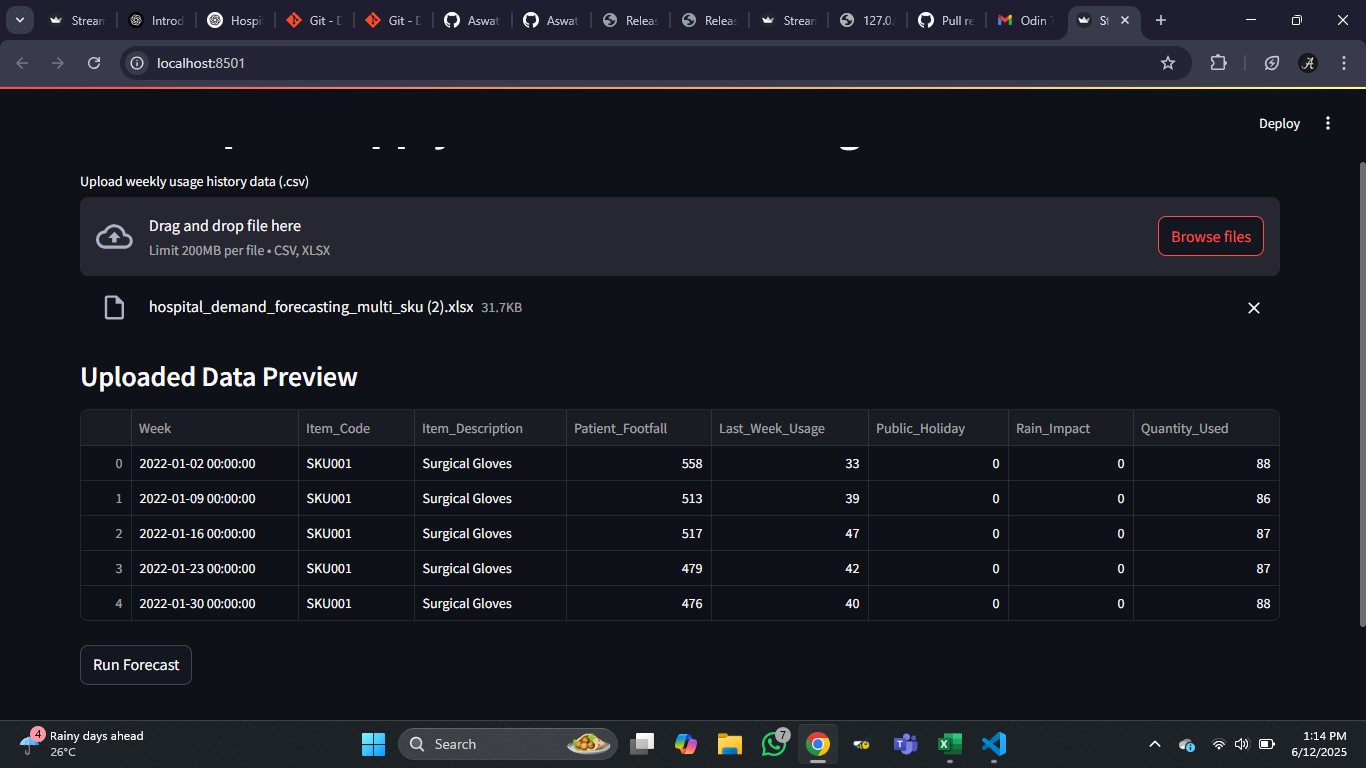 Stream
Introd
Hospi
Git - D
Git - D
Aswat
Aswat
Releas
Releas
Stream
127.0.
Pull re
Odin T
St
localhost:8501
Deploy
Upload weekly usage history data (.csv)
Drag and drop file here
Limit 200MB per file • CSV, XLSX
Browse files
hospital_demand_forecasting_multi_sku (2).xlsx 31.7KB
Uploaded Data Preview
Week Item_Code Item_Description Patient_Footfall Last_Week_Usage Public_Holiday Rain_Impact Quantity_Used
0 2022-01-02 00:00:00 SKU001 Surgical Gloves 558 33 0 0 88
1 2022-01-09 00:00:00 SKU001 Surgical Gloves 513 39 0 0 86
2 2022-01-16 00:00:00 SKU001 Surgical Gloves 517 47 0 0 87
3 2022-01-23 00:00:00 SKU001 Surgical Gloves 479 42 0 0 87
4 2022-01-30 00:00:00 SKU001 Surgical Gloves 476 40 0 0 88
Run Forecast
4
Rainy days ahead
26°C
Search
7
1:14 PM
6/12/2025